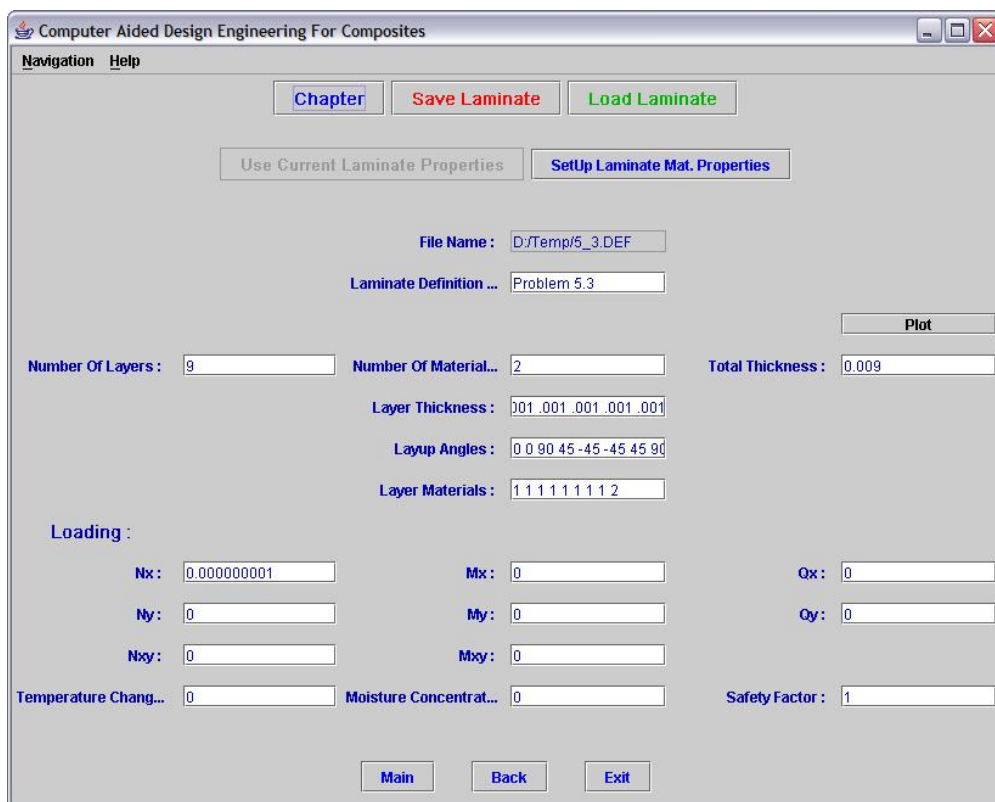 Computer Aided Design Engineering For Composites
Navigation Help
Chapter Save Laminate Load Laminate
Use Current Laminate Properties SetUp Laminate Mat. Properties
File Name : D:/Temp/5_3.DEF
Laminate Definition ... Problem 5.3
Plot
Number Of Layers : 9 Number Of Material... 2 Total Thickness : 0.009
Layer Thickness : 001 .001 .001 .001 .001
Layup Angles : 0 0 90 45 -45 -45 45 90
Layer Materials : 1 1 1 1 1 1 1 1 2
Loading :
Nx : 0.000000001 Mx : 0 Qx : 0
Ny : 0 My : 0 Qy : 0
Nxy : 0 Mxy : 0
Temperature Chang... 0 Moisture Concentrat... 0 Safety Factor : 1
Main Back Exit